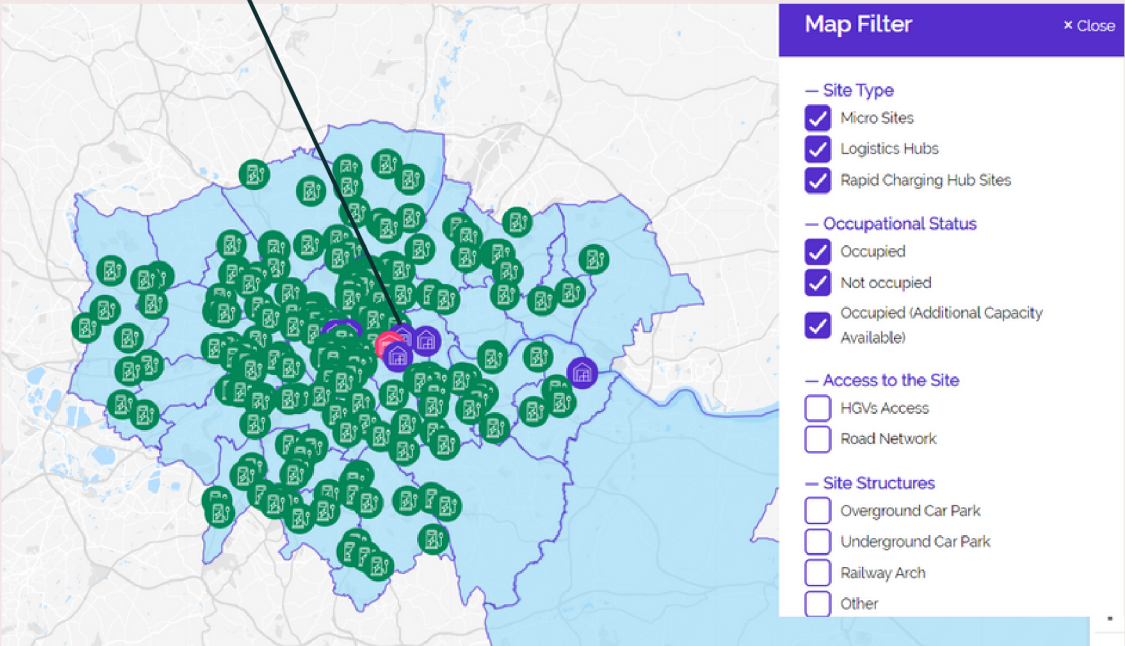 Map Filter
× Close
— Site Type
Micro Sites
Logistics Hubs
Rapid Charging Hub Sites
— Occupational Status
Occupied
Not occupied
Occupied (Additional Capacity
Available)
— Access to the Site
HGVs Access
Road Network
— Site Structures
Overground Car Park
Underground Car Park
Railway Arch
Other